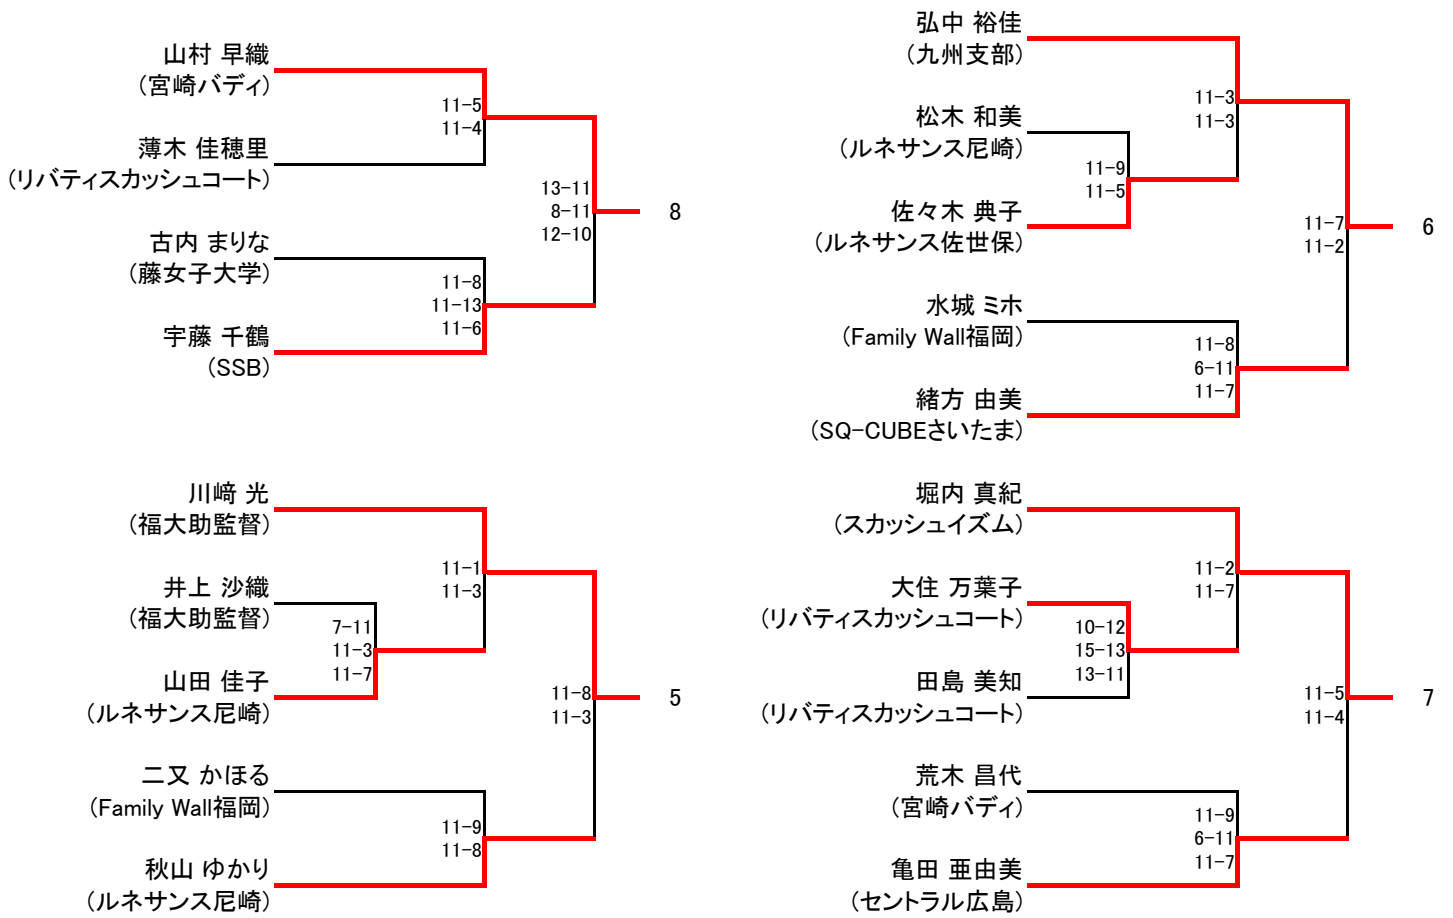 山村 早織
(宮崎バディ)
11-5
11-4
薄木 佳穂里
(リバティスカッシュコート)
13-11
8-11
12-10
8
古内 まりな
(藤女子大学)
11-8
11-13
11-6
宇藤 千鶴
(SSB)
弘中 裕佳
(九州支部)
11-3
11-3
松木 和美
(ルネサンス尼崎)
11-9
11-5
佐々木 典子
(ルネサンス佐世保)
11-7
11-2
6
水城 ミホ
(Family Wall福岡)
11-8
6-11
11-7
緒方 由美
(SQ-CUBEさいたま)
川﨑 光
(福大助監督)
11-1
11-3
井上 沙織
(福大助監督)
7-11
11-3
11-7
山田 佳子
(ルネサンス尼崎)
11-8
11-3
5
二又 かほる
(Family Wall福岡)
11-9
11-8
秋山 ゆかり
(ルネサンス尼崎)
堀内 真紀
(スカッシュイズム)
11-2
11-7
大住 万葉子
(リバティスカッシュコート)
10-12
15-13
13-11
田島 美知
(リバティスカッシュコート)
11-5
11-4
7
荒木 昌代
(宮崎バディ)
11-9
6-11
11-7
亀田 亜由美
(セントラル広島)